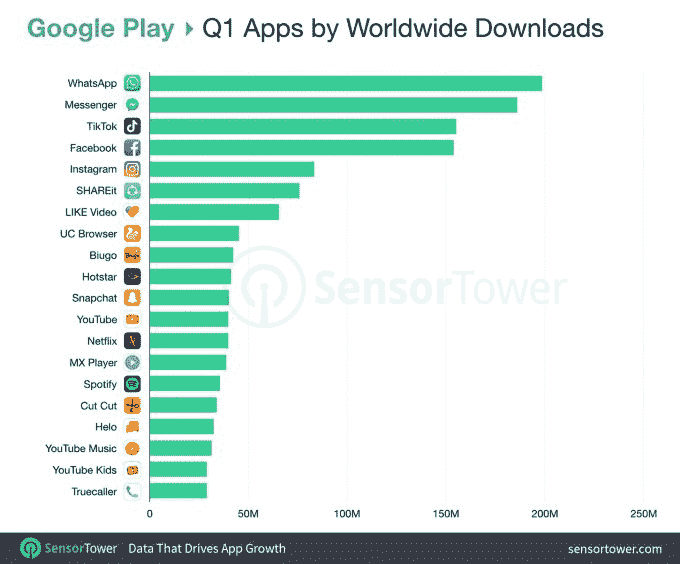 Google Play Q1 Apps by Worldwide Downloads
WhatsApp
Messenger
TikTok
Facebook
Instagram
SHAREit
LIKE Video
UC Browser
Biugo
Hotstar
Snapchat
YouTube
Netflix
MX Player
Spotify
Cut Cut
Helo
YouTube Music
YouTube Kids
Truecaller
SensorTower
0 50M 100M 150M 200M 250M
SensorTower Data That Drives App Growth sensortower.com